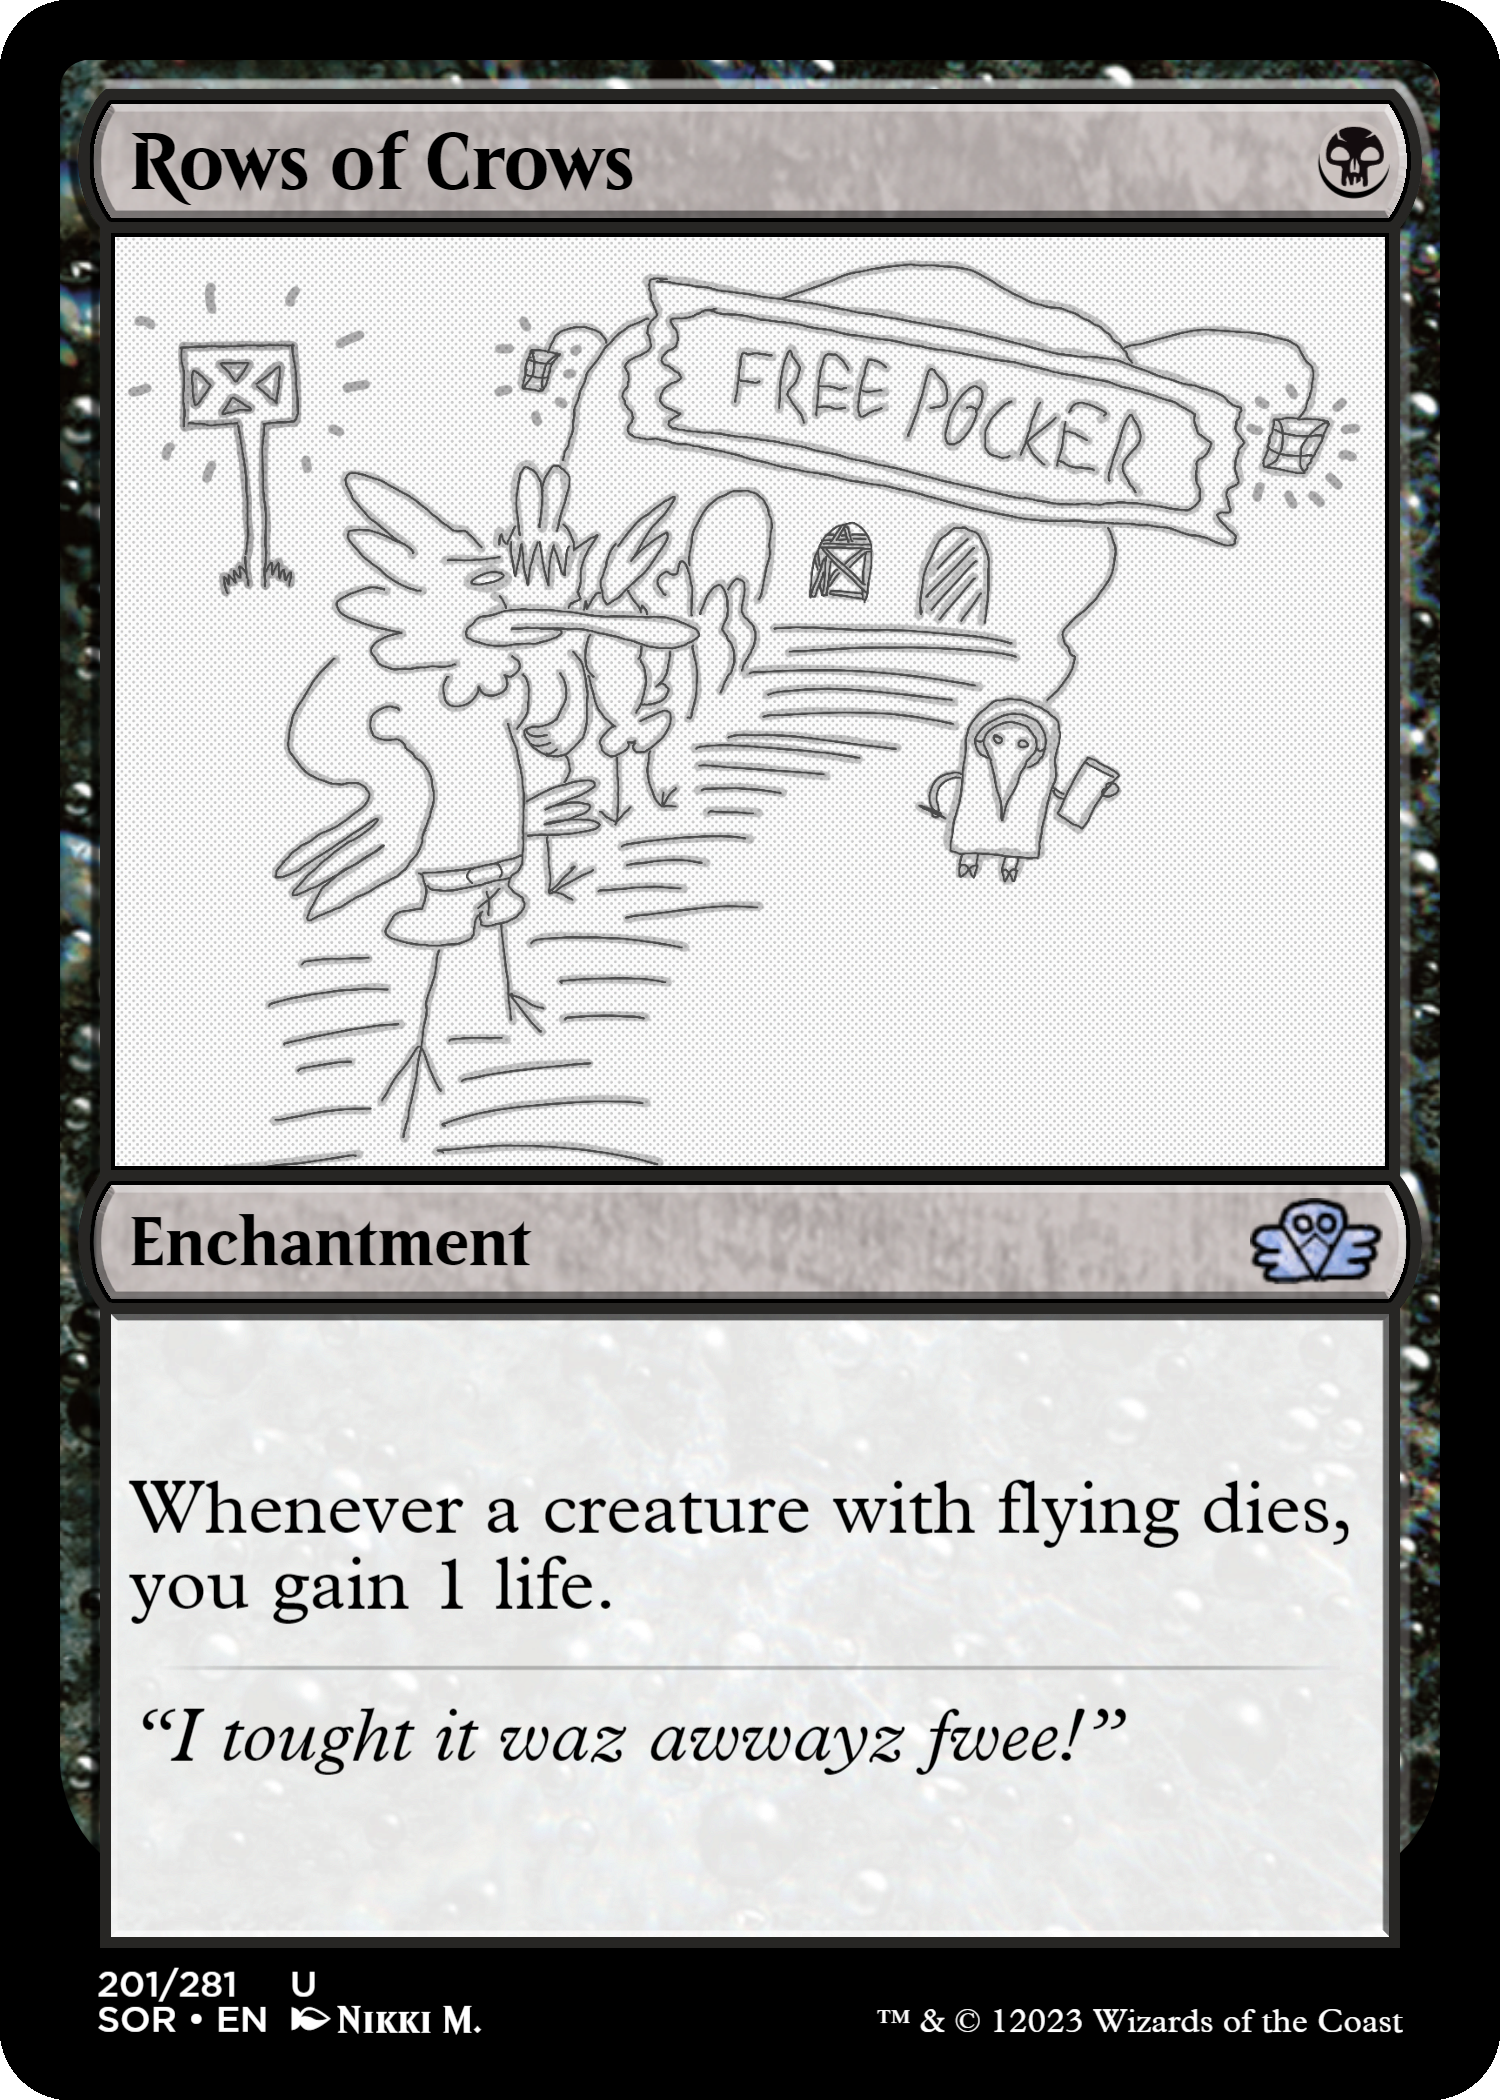 Rows of Crows
FREE POCKER
Enchantment
Whenever a creature with flying dies,
you gain 1 life.
“I tought it waz awwayz fwee!”
201/281 U
SOR • EN NIKKI M.
™ & © 12023 Wizards of the Coast